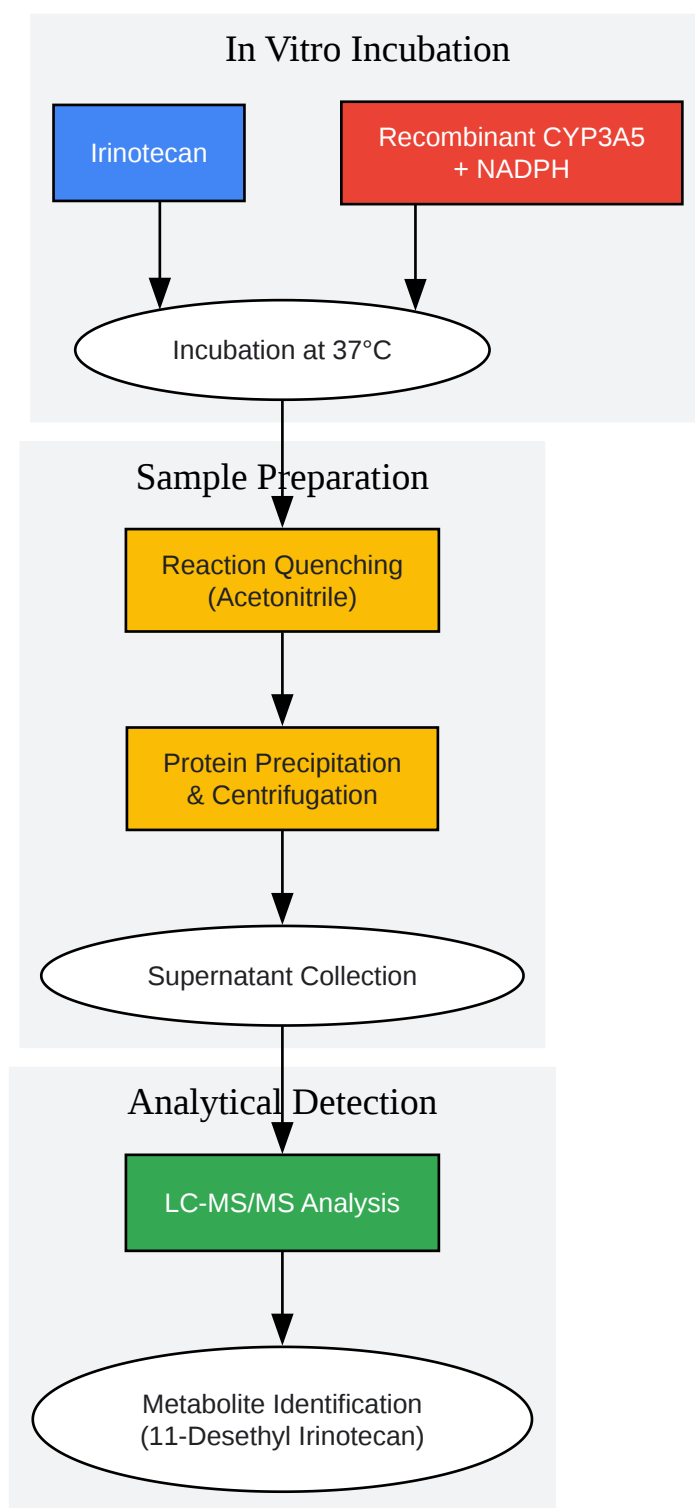 In Vitro Incubation
Irinotecan
Recombinant CYP3A5
+ NADPH
Incubation at 37°C
Sample Preparation
Reaction Quenching
(Acetonitrile)
Protein Precipitation
& Centrifugation
Supernatant Collection
Analytical Detection
LC-MS/MS Analysis
Metabolite Identification
(11-Desethyl Irinotecan)